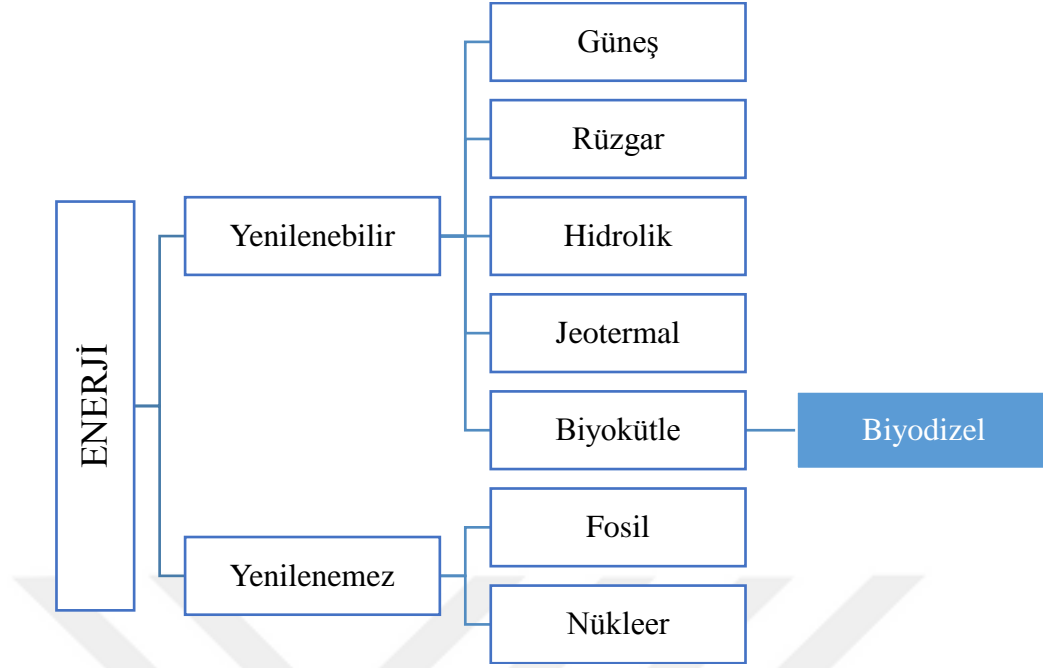 ENERJİ
Yenilenebilir
Güneş
Rüzgar
Hidrolik
Jeotermal
Biyokütle
Biyodizel
Yenilenemez
Fosil
Nükleer